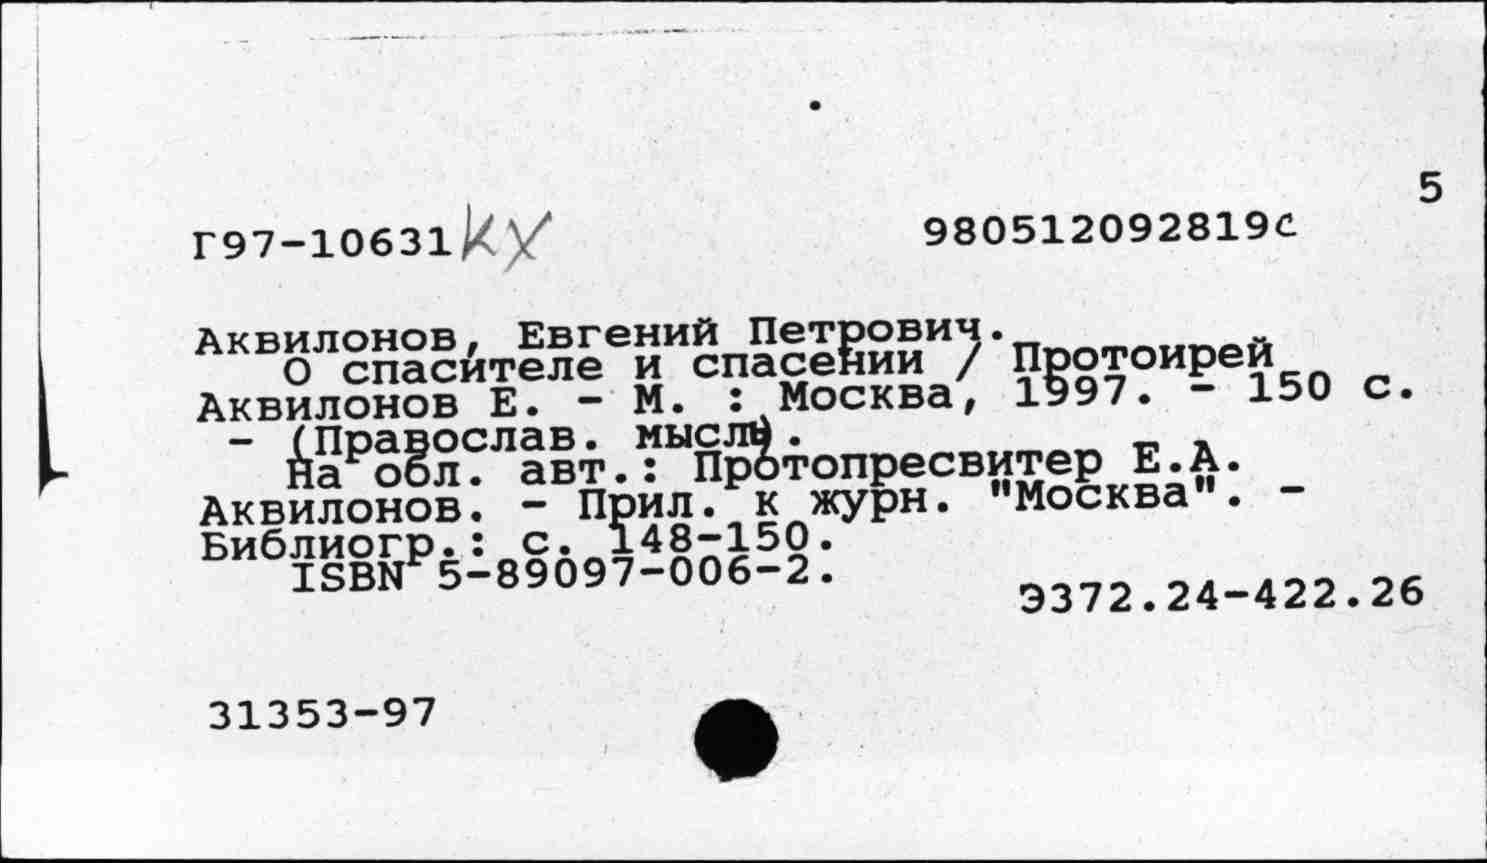 5
Г97-10631 КХ
980512092819с
Аквилонов, Евгений Петрович.
О спасителе и спасении / Протоирей
Аквилонов Е. - М. : Москва, 1997. - 150 с.
- (Православ. мысль).
На обл. авт.: Протопресвитер Е.А.
Аквилонов. - Прил. к журн. "Москва". -
Библиогр.: с. 148-150.
ISBN 5-89097-006-2.
Э372.24-422.26
31353-97